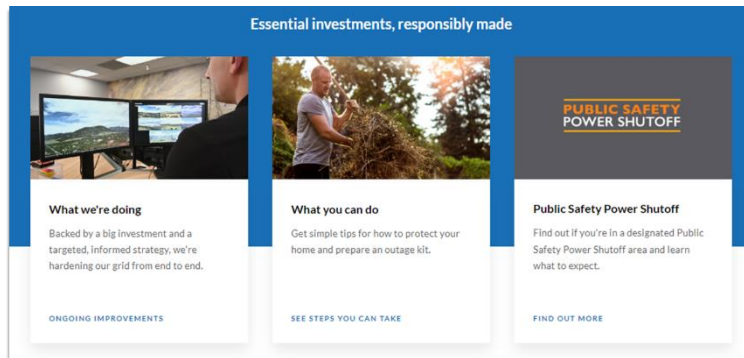 Essential investments, responsibly made
PUBLIC SAFETY
POWER SHUTOFF
What we're doing
Backed by a big investment and a
targeted, informed strategy, we're
hardening our grid from end to end.
ONGOING IMPROVEMENTS
What you can do
Get simple tips for how to protect your
home and prepare an outage kit.
SEE STEPS YOU CAN TAKE
Public Safety Power Shutoff
Find out if you're in a designated Public
Safety Power Shutoff area and learn
what to expect.
FIND OUT MORE